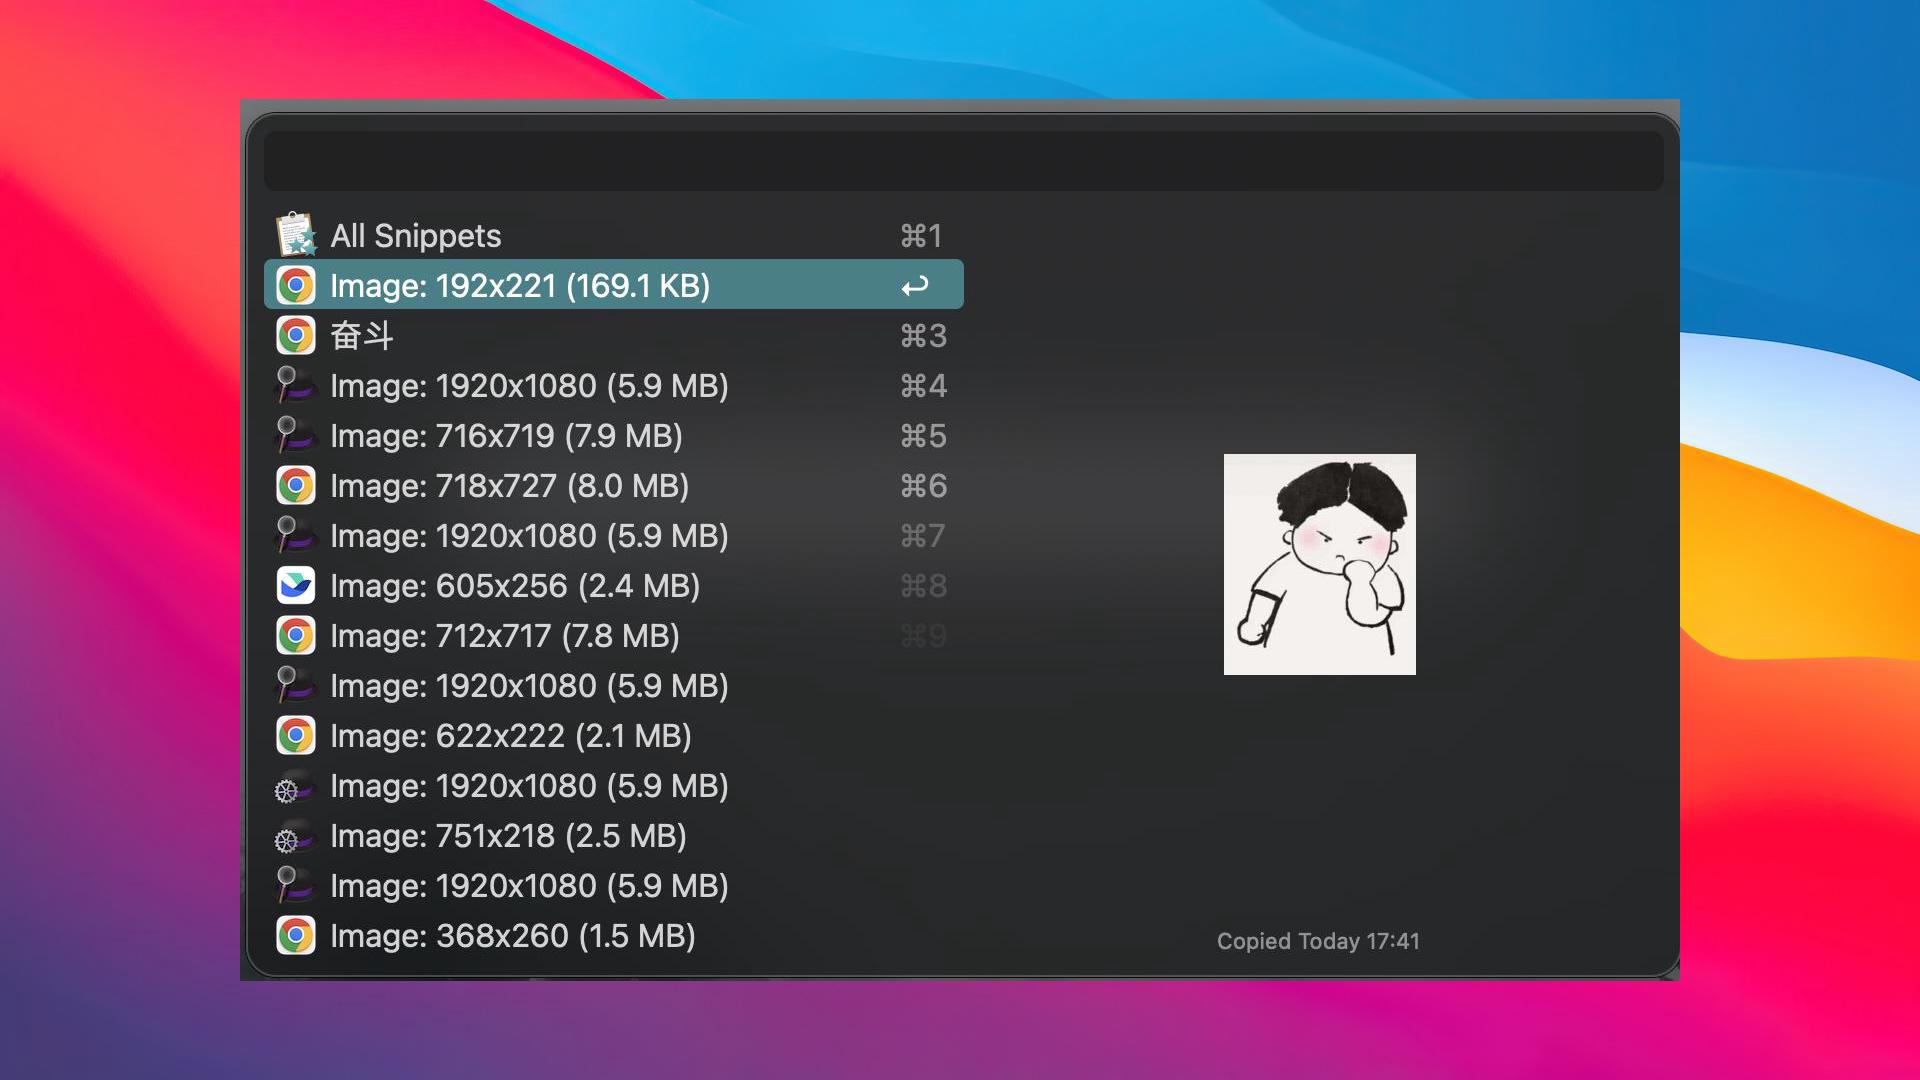 All Snippets ⌘1
Image: 192x221 (169.1 KB) ↩
奋斗 ⌘3
Image: 1920x1080 (5.9 MB) ⌘4
Image: 716x719 (7.9 MB) ⌘5
Image: 718x727 (8.0 MB) ⌘6
Image: 1920x1080 (5.9 MB) ⌘7
Image: 605x256 (2.4 MB) ⌘8
Image: 712x717 (7.8 MB) ⌘9
Image: 1920x1080 (5.9 MB)
Image: 622x222 (2.1 MB)
Image: 1920x1080 (5.9 MB)
Image: 751x218 (2.5 MB)
Image: 1920x1080 (5.9 MB)
Image: 368x260 (1.5 MB)
Copied Today 17:41